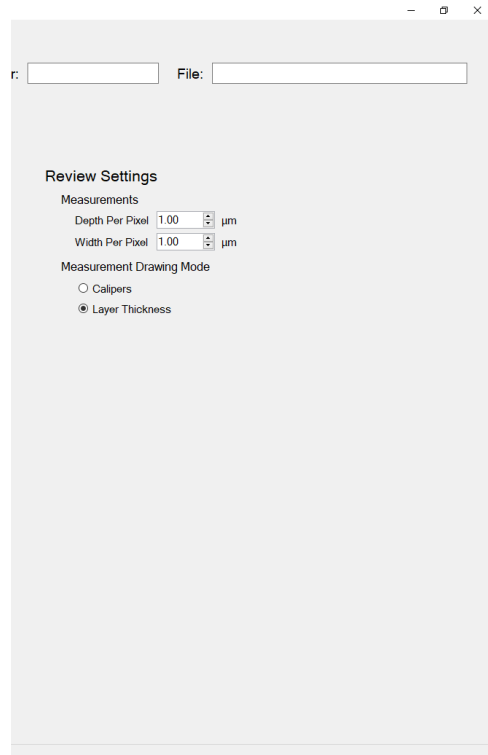 r: File:
Review Settings
Measurements
Depth Per Pixel 1.00 µm
Width Per Pixel 1.00 µm
Measurement Drawing Mode
Calipers
Layer Thickness